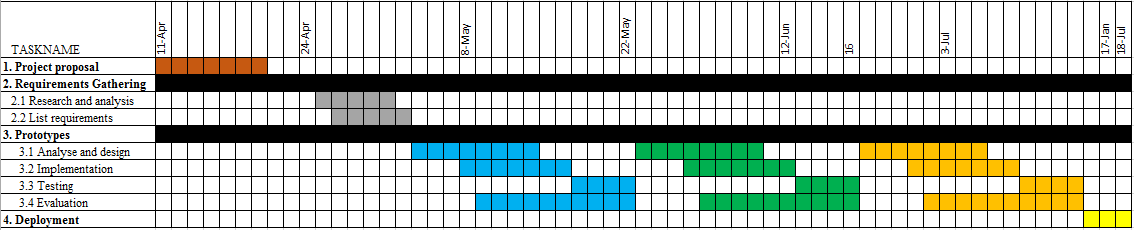 TASKNAME 11-Apr 24-Apr 8-May 22-May 12-Jun 16 3-Jul 17-Jan 18-Jul
1. Project proposal
2. Requirements Gathering
2.1 Research and analysis
2.2 List requirements
3. Prototypes
3.1 Analyse and design
3.2 Implementation
3.3 Testing
3.4 Evaluation
4. Deployment